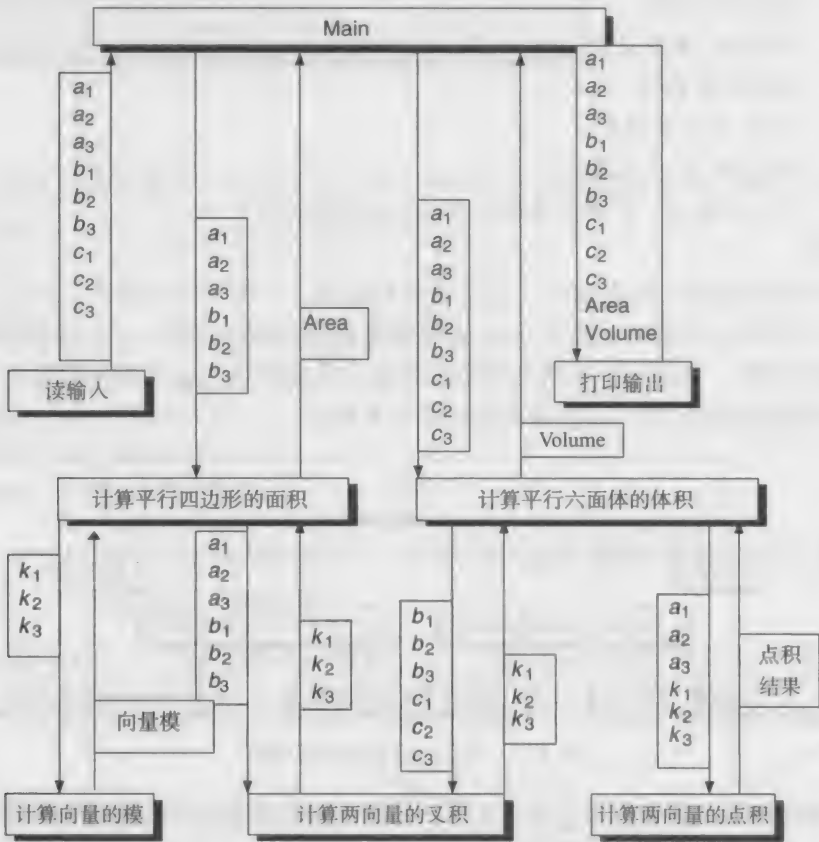 Main
a₁
a₂
a₃
b₁
b₂
b₃
c₁
c₂
c₃
a₁
a₂
a₃
b₁
b₂
b₃
Area
a₁
a₂
a₃
b₁
b₂
b₃
c₁
c₂
c₃
Volume
a₁
a₂
a₃
b₁
b₂
b₃
c₁
c₂
c₃
Area
Volume
读输入
打印输出
计算平行四边形的面积
计算平行六面体的体积
k₁
k₂
k₃
向量模
a₁
a₂
a₃
b₁
b₂
b₃
k₁
k₂
k₃
b₁
b₂
b₃
c₁
c₂
c₃
k₁
k₂
k₃
a₁
a₂
a₃
k₁
k₂
k₃
点积
结果
计算向量的模
计算两向量的叉积
计算两向量的点积